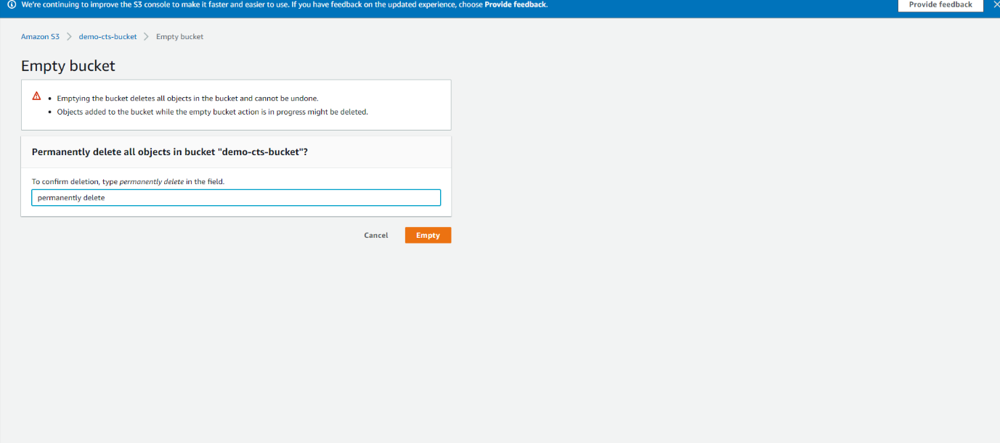 We're continuing to improve the S3 console to make it faster and easier to use. If you have feedback on the updated experience, choose Provide feedback.
Provide feedback
Amazon S3 > demo-cts-bucket > Empty bucket
Empty bucket
• Emptying the bucket deletes all objects in the bucket and cannot be undone.
• Objects added to the bucket while the empty bucket action is in progress might be deleted.
Permanently delete all objects in bucket "demo-cts-bucket"?
To confirm deletion, type permanently delete in the field.
permanently delete
Cancel
Empty